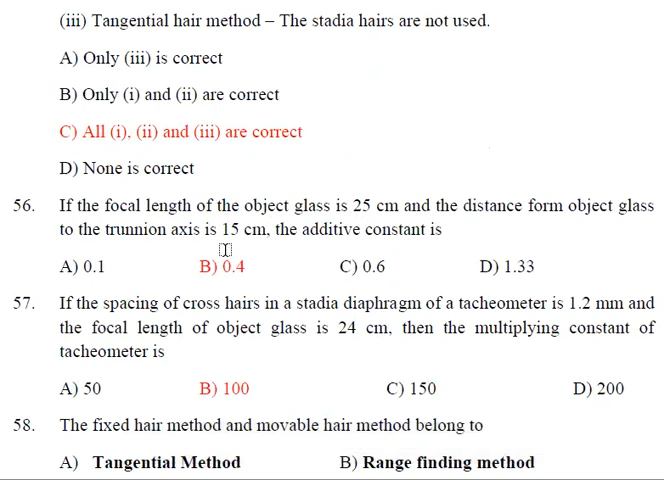 (iii) Tangential hair method – The stadia hairs are not used.
A) Only (iii) is correct
B) Only (i) and (ii) are correct
C) All (i), (ii) and (iii) are correct
D) None is correct
56. If the focal length of the object glass is 25 cm and the distance form object glass
to the trunnion axis is 15 cm, the additive constant is
A) 0.1 B) 0.4 C) 0.6 D) 1.33
57. If the spacing of cross hairs in a stadia diaphragm of a tacheometer is 1.2 mm and
the focal length of object glass is 24 cm, then the multiplying constant of
tacheometer is
A) 50 B) 100 C) 150 D) 200
58. The fixed hair method and movable hair method belong to
A) Tangential Method B) Range finding method